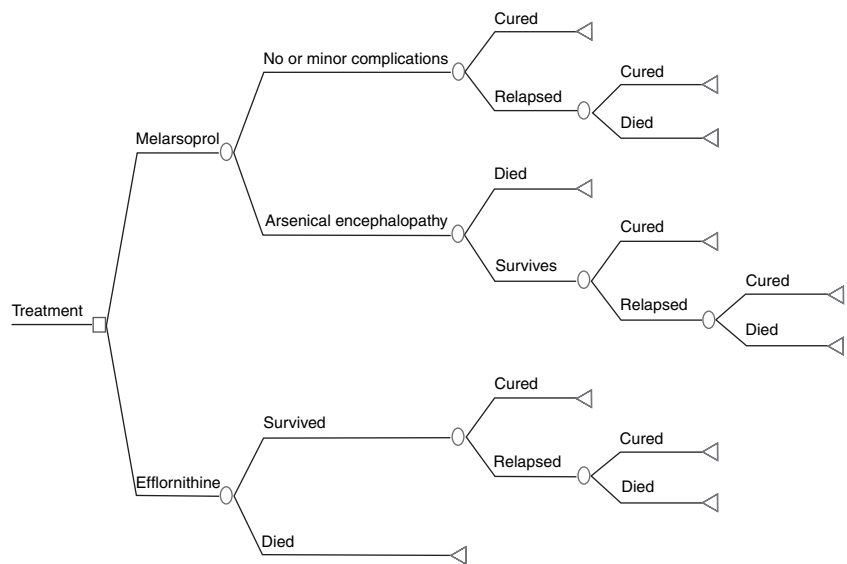 Cured
No or minor complications
Cured
Relapsed
Died
Melarsoprol
Died
Arsenical encephalopathy
Cured
Survives
Cured
Relapsed
Treatment
Died
Cured
Survived
Cured
Relapsed
Efflornithine
Died
Died